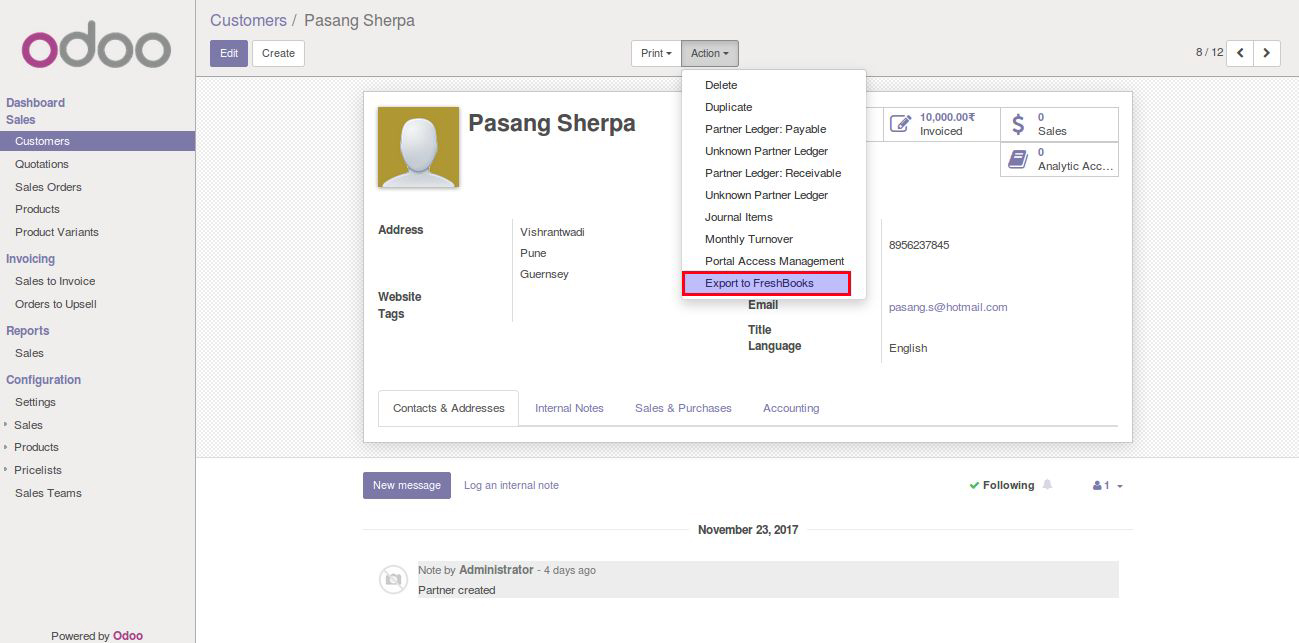 odoo
Dashboard
Sales
Customers
Quotations
Sales Orders
Products
Product Variants
Invoicing
Sales to Invoice
Orders to Upsell
Reports
Sales
Configuration
Settings
Sales
Products
Pricelists
Sales Teams
Powered by Odoo
Customers / Pasang Sherpa
Edit Create
Print Action
8 / 12
Delete
Duplicate
Partner Ledger: Payable
Unknown Partner Ledger
Partner Ledger: Receivable
Unknown Partner Ledger
Journal Items
Monthly Turnover
Portal Access Management
Export to FreshBooks
Pasang Sherpa
10,000.00₹
Invoiced
0
Sales
0
Analytic Acc...
Address
Vishrantwadi
Pune
Guernsey
Website
Tags
8956237845
Email pasang.s@hotmail.com
Title
Language English
Contacts & Addresses Internal Notes Sales & Purchases Accounting
New message Log an internal note Following 1
November 23, 2017
Note by Administrator - 4 days ago
Partner created